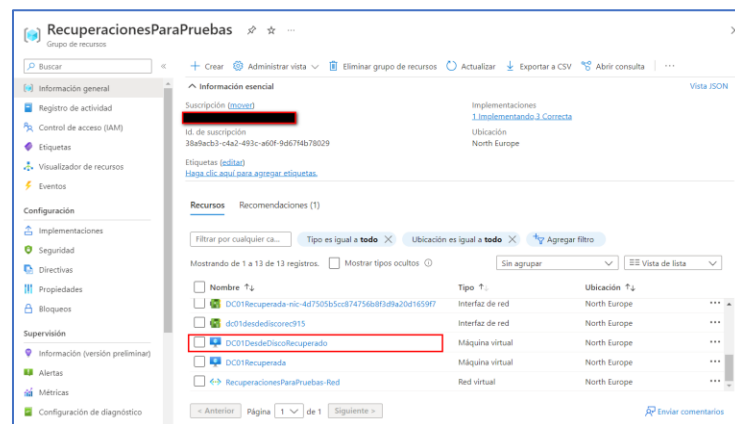 RecuperacionesParaPruebas
Grupo de recursos
Buscar
Crear Administrar vista Eliminar grupo de recursos Actualizar Exportar a CSV Abrir consulta
Información general
Registro de actividad
Control de acceso (IAM)
Etiquetas
Visualizador de recursos
Eventos
Configuración
Implementaciones
Seguridad
Directivas
Propiedades
Bloqueos
Supervisión
Información (versión preliminar)
Alertas
Métricas
Configuración de diagnóstico
Información esencial
Vista JSON
Suscripción (mover)
Id. de suscripción
38a9acb3-c4a2-493c-a60f-9d67f4b78029
Etiquetas (editar)
Haga clic aquí para agregar etiquetas.
Implementaciones
1 Implementando,3 Correcta
Ubicación
North Europe
Recursos Recomendaciones (1)
Filtrar por cualquier ca... Tipo es igual a todo Ubicación es igual a todo Agregar filtro
Mostrando de 1 a 13 de 13 registros. Mostrar tipos ocultos Sin agrupar Vista de lista
Nombre Tipo Ubicación
DC01Recuperada-nic-4d7505b5cc874756b8f3d9a20d1659f7 Interfaz de red North Europe
dc01desdediscorec915 Interfaz de red North Europe
DC01DesdeDiscoRecuperado Máquina virtual North Europe
DC01Recuperada Máquina virtual North Europe
RecuperacionesParaPruebas-Red Red virtual North Europe
< Anterior Página 1 de 1 Siguiente >
Enviar comentarios